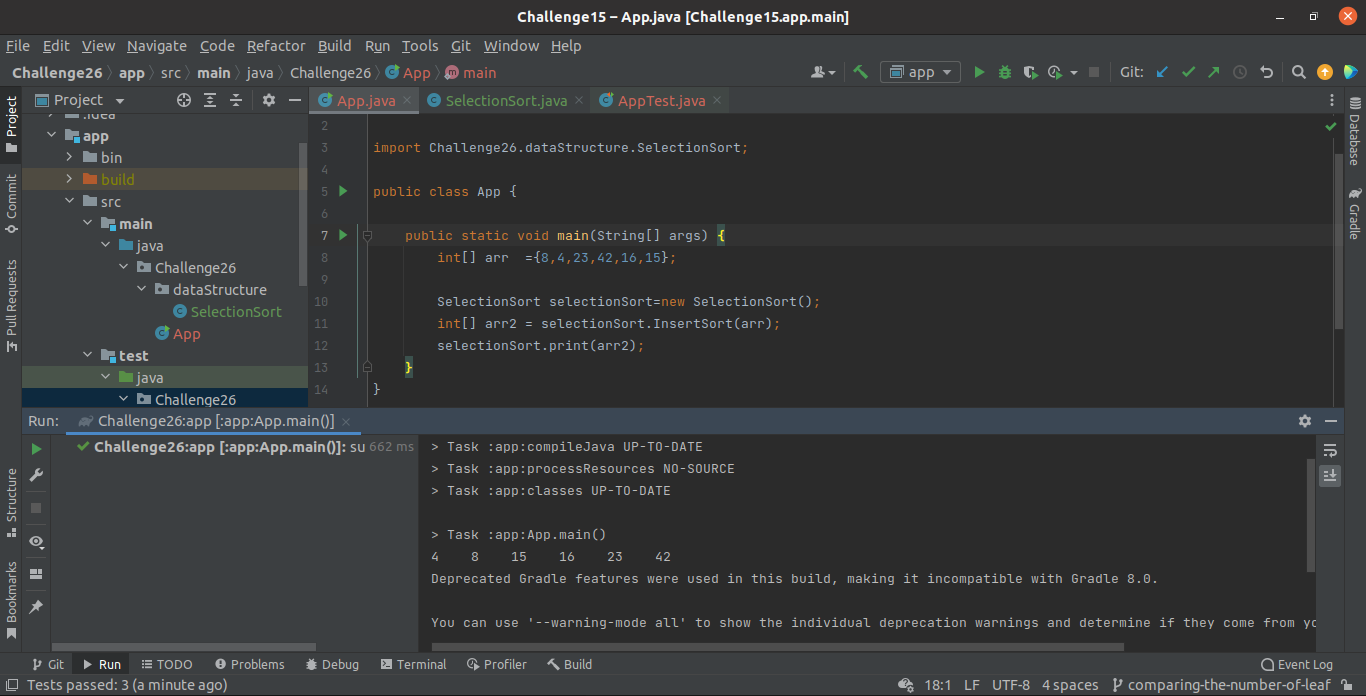 Challenge15 – App.java [Challenge15.app.main]
File Edit View Navigate Code Refactor Build Run Tools Git Window Help
Challenge26 app src main java Challenge26 App main
app
Git:
Project
App.java SelectionSort.java AppTest.java
Project
Commit
Pull Requests
Structure
Bookmarks
.idea
app
bin
build
src
main
java
Challenge26
dataStructure
SelectionSort
App
test
java
Challenge26
2
3 import Challenge26.dataStructure.SelectionSort;
4
5 public class App {
6
7 public static void main(String[] args) {
8 int[] arr  ={8,4,23,42,16,15};
9
10 SelectionSort selectionSort=new SelectionSort();
11 int[] arr2 = selectionSort.InsertSort(arr);
12 selectionSort.print(arr2);
13 }
14 }
Database
Gradle
Run: Challenge26:app [:app:App.main()]
Challenge26:app [:app:App.main()]: su 662 ms
> Task :app:compileJava UP-TO-DATE
> Task :app:processResources NO-SOURCE
> Task :app:classes UP-TO-DATE
> Task :app:App.main()
4 8 15 16 23 42
Deprecated Gradle features were used in this build, making it incompatible with Gradle 8.0.
You can use '--warning-mode all' to show the individual deprecation warnings and determine if they come from yo
Git Run TODO Problems Debug Terminal Profiler Build Event Log
Tests passed: 3 (a minute ago) 18:1 LF UTF-8 4 spaces comparing-the-number-of-leaf